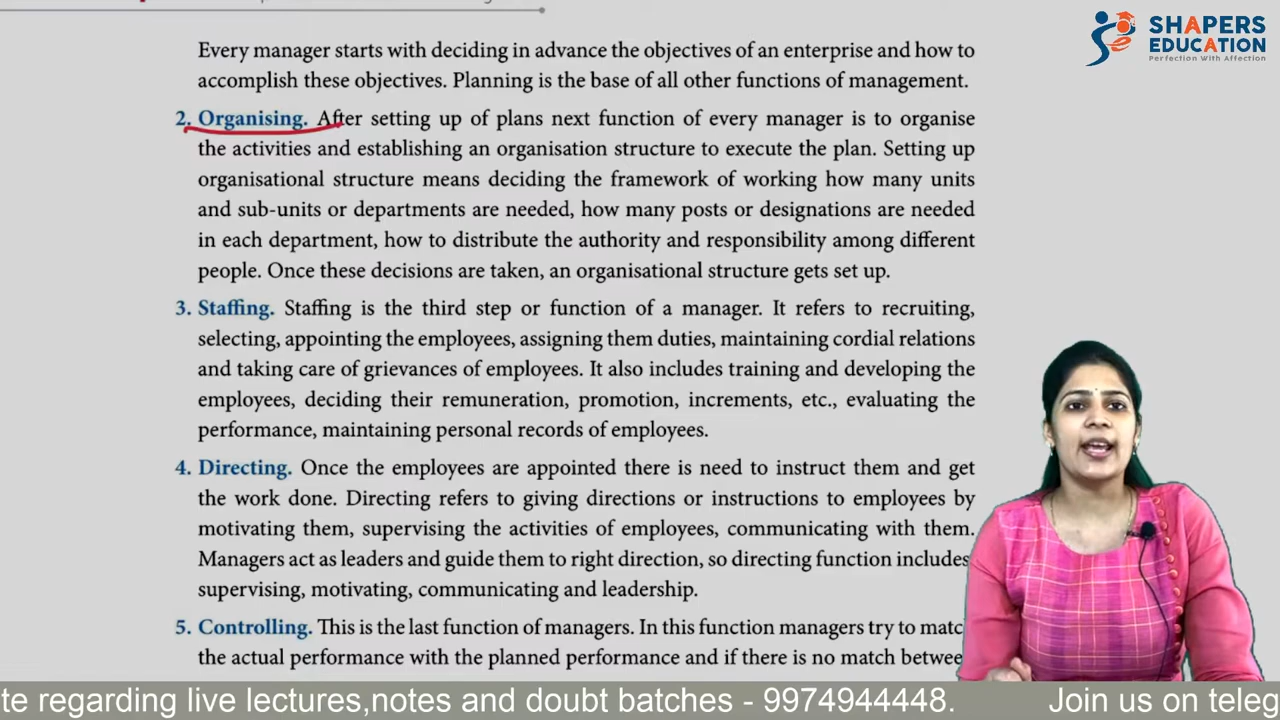 SHAPERS
EDUCATION
Perfection With Affection
Every manager starts with deciding in advance the objectives of an enterprise and how to
accomplish these objectives. Planning is the base of all other functions of management.
2. Organising. After setting up of plans next function of every manager is to organise
the activities and establishing an organisation structure to execute the plan. Setting up
organisational structure means deciding the framework of working how many units
and sub-units or departments are needed, how many posts or designations are needed
in each department, how to distribute the authority and responsibility among different
people. Once these decisions are taken, an organisational structure gets set up.
3. Staffing. Staffing is the third step or function of a manager. It refers to recruiting,
selecting, appointing the employees, assigning them duties, maintaining cordial relations
and taking care of grievances of employees. It also includes training and developing the
employees, deciding their remuneration, promotion, increments, etc., evaluating the
performance, maintaining personal records of employees.
4. Directing. Once the employees are appointed there is need to instruct them and get
the work done. Directing refers to giving directions or instructions to employees by
motivating them, supervising the activities of employees, communicating with them.
Managers act as leaders and guide them to right direction, so directing function includes
supervising, motivating, communicating and leadership.
5. Controlling. This is the last function of managers. In this function managers try to matc
the actual performance with the planned performance and if there is no match betwee
te regarding live lectures,notes and doubt batches - 9974944448. Join us on teleg